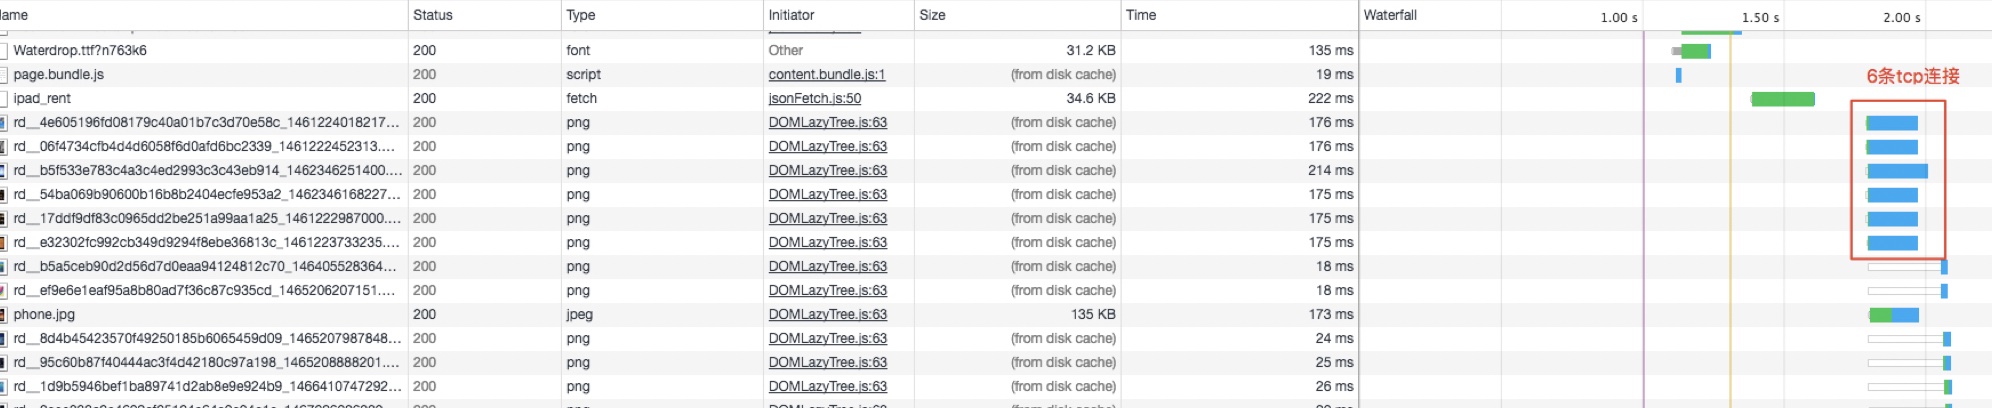 ame Status Type Initiator Size Time Waterfall 1.00 s 1.50 s 2.00 s
Waterdrop.ttf?n763k6 200 font Other 31.2 KB 135 ms
page.bundle.js 200 script content.bundle.js:1 (from disk cache) 19 ms
6条tcp连接
ipad_rent 200 fetch jsonFetch.js:50 34.6 KB 222 ms
rd__4e605196fd08179c40a01b7c3d70e58c_1461224018217... 200 png DOMLazyTree.js:63 (from disk cache) 176 ms
rd__06f4734cfb4d4d6058f6d0afd6bc2339_1461222452313.... 200 png DOMLazyTree.js:63 (from disk cache) 176 ms
rd__b5f533e783c4a3c4ed2993c3c43eb914_1462346251400.... 200 png DOMLazyTree.js:63 (from disk cache) 214 ms
rd__54ba069b90600b16b8b2404ecfe953a2_1462346168227... 200 png DOMLazyTree.js:63 (from disk cache) 175 ms
rd__17ddf9df83c0965dd2be251a99aa1a25_1461222987000.... 200 png DOMLazyTree.js:63 (from disk cache) 175 ms
rd__e32302fc992cb349d9294f8ebe36813c_1461223733235.... 200 png DOMLazyTree.js:63 (from disk cache) 175 ms
rd__b5a5ceb90d2d56d7d0eaa94124812c70_146405528364... 200 png DOMLazyTree.js:63 (from disk cache) 18 ms
rd__ef9e6e1eaf95a8b80ad7f36c87c935cd_1465206207151.... 200 png DOMLazyTree.js:63 (from disk cache) 18 ms
phone.jpg 200 jpeg DOMLazyTree.js:63 135 KB 173 ms
rd__8d4b45423570f49250185b6065459d09_1465207987848... 200 png DOMLazyTree.js:63 (from disk cache) 24 ms
rd__95c60b87f40444ac3f4d42180c97a198_1465208888201.... 200 png DOMLazyTree.js:63 (from disk cache) 25 ms
rd__1d9b5946bef1ba89741d2ab8e9e924b9_1466410747292... 200 png DOMLazyTree.js:63 (from disk cache) 26 ms